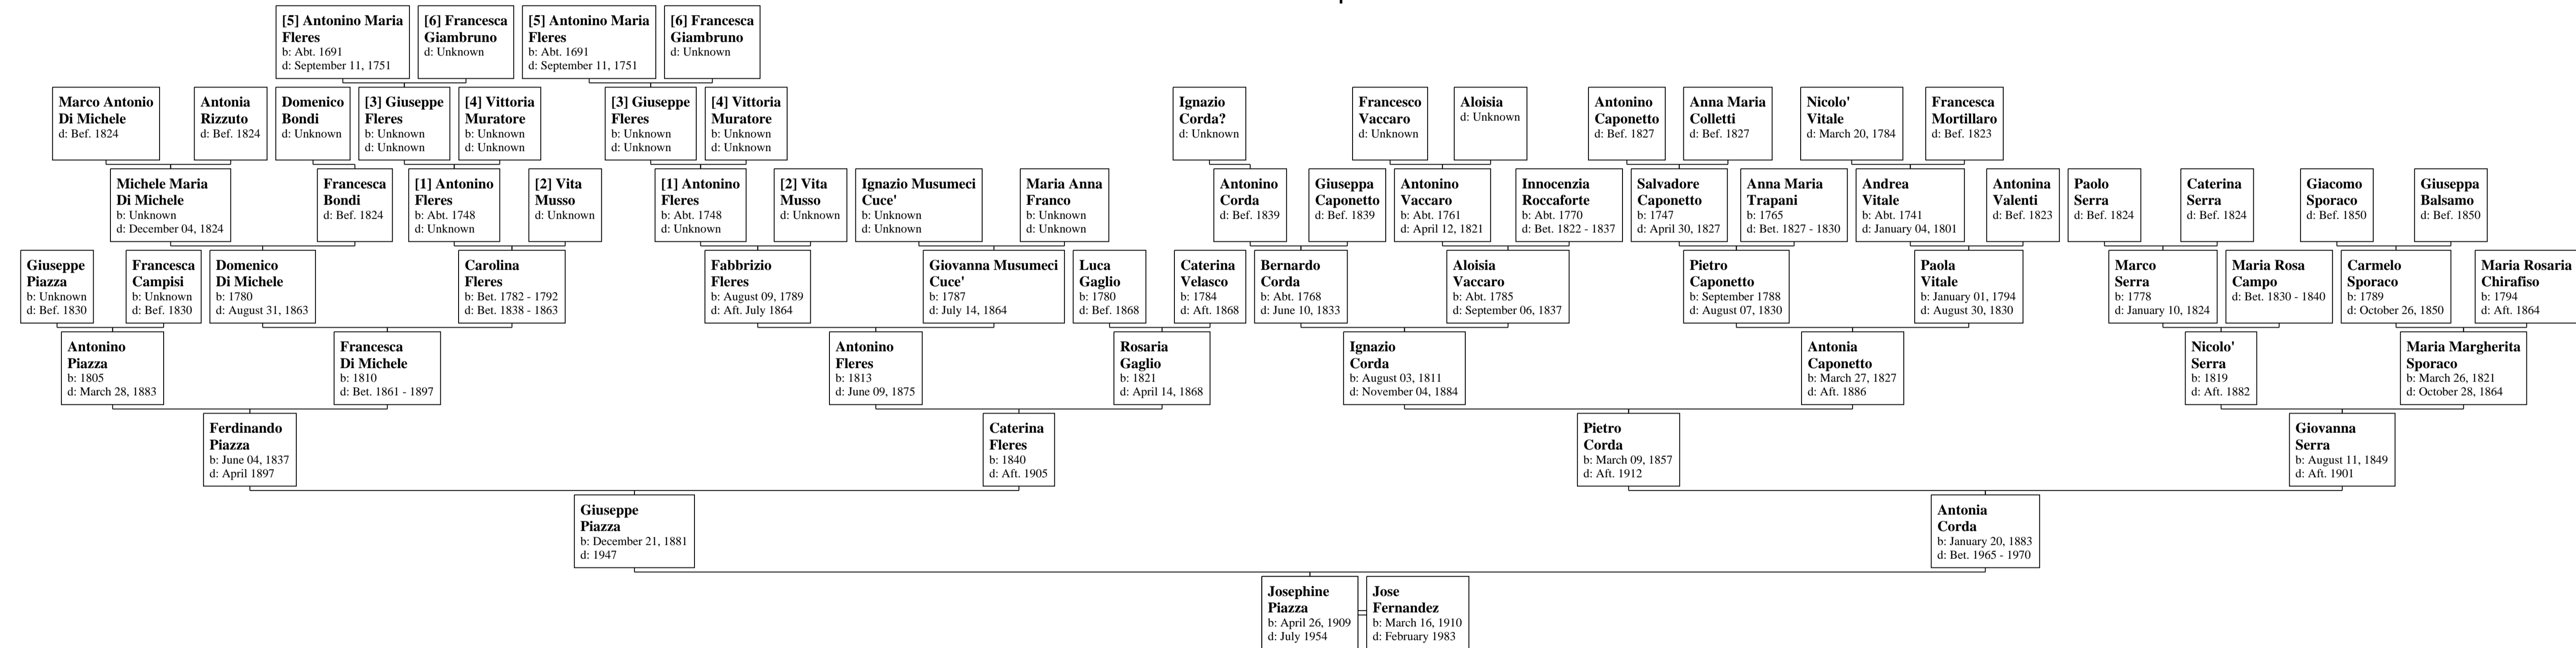 [5] Antonino Maria
Fleres
b: Abt. 1691
d: September 11, 1751
[6] Francesca
Giambruno
d: Unknown
[5] Antonino Maria
Fleres
b: Abt. 1691
d: September 11, 1751
[6] Francesca
Giambruno
d: Unknown
Marco Antonio
Di Michele
d: Bef. 1824
Antonia
Rizzuto
d: Bef. 1824
Domenico
Bondi
d: Unknown
[3] Giuseppe
Fleres
b: Unknown
d: Unknown
[4] Vittoria
Muratore
b: Unknown
d: Unknown
[3] Giuseppe
Fleres
b: Unknown
d: Unknown
[4] Vittoria
Muratore
b: Unknown
d: Unknown
Ignazio
Corda?
d: Unknown
Francesco
Vaccaro
d: Unknown
Aloisia
d: Unknown
Antonino
Caponetto
d: Bef. 1827
Anna Maria
Colletti
d: Bef. 1827
Nicolo'
Vitale
d: March 20, 1784
Francesca
Mortillaro
d: Bef. 1823
Michele Maria
Di Michele
b: Unknown
d: December 04, 1824
Francesca
Bondi
d: Bef. 1824
[1] Antonino
Fleres
b: Abt. 1748
d: Unknown
[2] Vita
Musso
d: Unknown
[1] Antonino
Fleres
b: Abt. 1748
d: Unknown
[2] Vita
Musso
d: Unknown
Ignazio Musumeci
Cuce'
b: Unknown
d: Unknown
Maria Anna
Franco
b: Unknown
d: Unknown
Antonino
Corda
d: Bef. 1839
Giuseppa
Caponetto
d: Bef. 1839
Antonino
Vaccaro
b: Abt. 1761
d: April 12, 1821
Innocenzia
Roccaforte
b: Abt. 1770
d: Bet. 1822 - 1837
Salvadore
Caponetto
b: 1747
d: April 30, 1827
Anna Maria
Trapani
b: 1765
d: Bet. 1827 - 1830
Andrea
Vitale
b: Abt. 1741
d: January 04, 1801
Antonina
Valenti
d: Bef. 1823
Paolo
Serra
d: Bef. 1824
Caterina
Serra
d: Bef. 1824
Giacomo
Sporaco
d: Bef. 1850
Giuseppa
Balsamo
d: Bef. 1850
Giuseppe
Piazza
b: Unknown
d: Bef. 1830
Francesca
Campisi
b: Unknown
d: Bef. 1830
Domenico
Di Michele
b: 1780
d: August 31, 1863
Carolina
Fleres
b: Bet. 1782 - 1792
d: Bet. 1838 - 1863
Fabbrizio
Fleres
b: August 09, 1789
d: Aft. July 1864
Giovanna Musumeci
Cuce'
b: 1787
d: July 14, 1864
Luca
Gaglio
b: 1780
d: Bef. 1868
Caterina
Velasco
b: 1784
d: Aft. 1868
Bernardo
Corda
b: Abt. 1768
d: June 10, 1833
Aloisia
Vaccaro
b: Abt. 1785
d: September 06, 1837
Pietro
Caponetto
b: September 1788
d: August 07, 1830
Paola
Vitale
b: January 01, 1794
d: August 30, 1830
Marco
Serra
b: 1778
d: January 10, 1824
Maria Rosa
Campo
d: Bet. 1830 - 1840
Carmelo
Sporaco
b: 1789
d: October 26, 1850
Maria Rosaria
Chirafiso
b: 1794
d: Aft. 1864
Antonino
Piazza
b: 1805
d: March 28, 1883
Francesca
Di Michele
b: 1810
d: Bet. 1861 - 1897
Antonino
Fleres
b: 1813
d: June 09, 1875
Rosaria
Gaglio
b: 1821
d: April 14, 1868
Ignazio
Corda
b: August 03, 1811
d: November 04, 1884
Antonia
Caponetto
b: March 27, 1827
d: Aft. 1886
Nicolo'
Serra
b: 1819
d: Aft. 1882
Maria Margherita
Sporaco
b: March 26, 1821
d: October 28, 1864
Ferdinando
Piazza
b: June 04, 1837
d: April 1897
Caterina
Fleres
b: 1840
d: Aft. 1905
Pietro
Corda
b: March 09, 1857
d: Aft. 1912
Giovanna
Serra
b: August 11, 1849
d: Aft. 1901
Giuseppe
Piazza
b: December 21, 1881
d: 1947
Antonia
Corda
b: January 20, 1883
d: Bet. 1965 - 1970
Josephine
Piazza
b: April 26, 1909
d: July 1954
Jose
Fernandez
b: March 16, 1910
d: February 1983